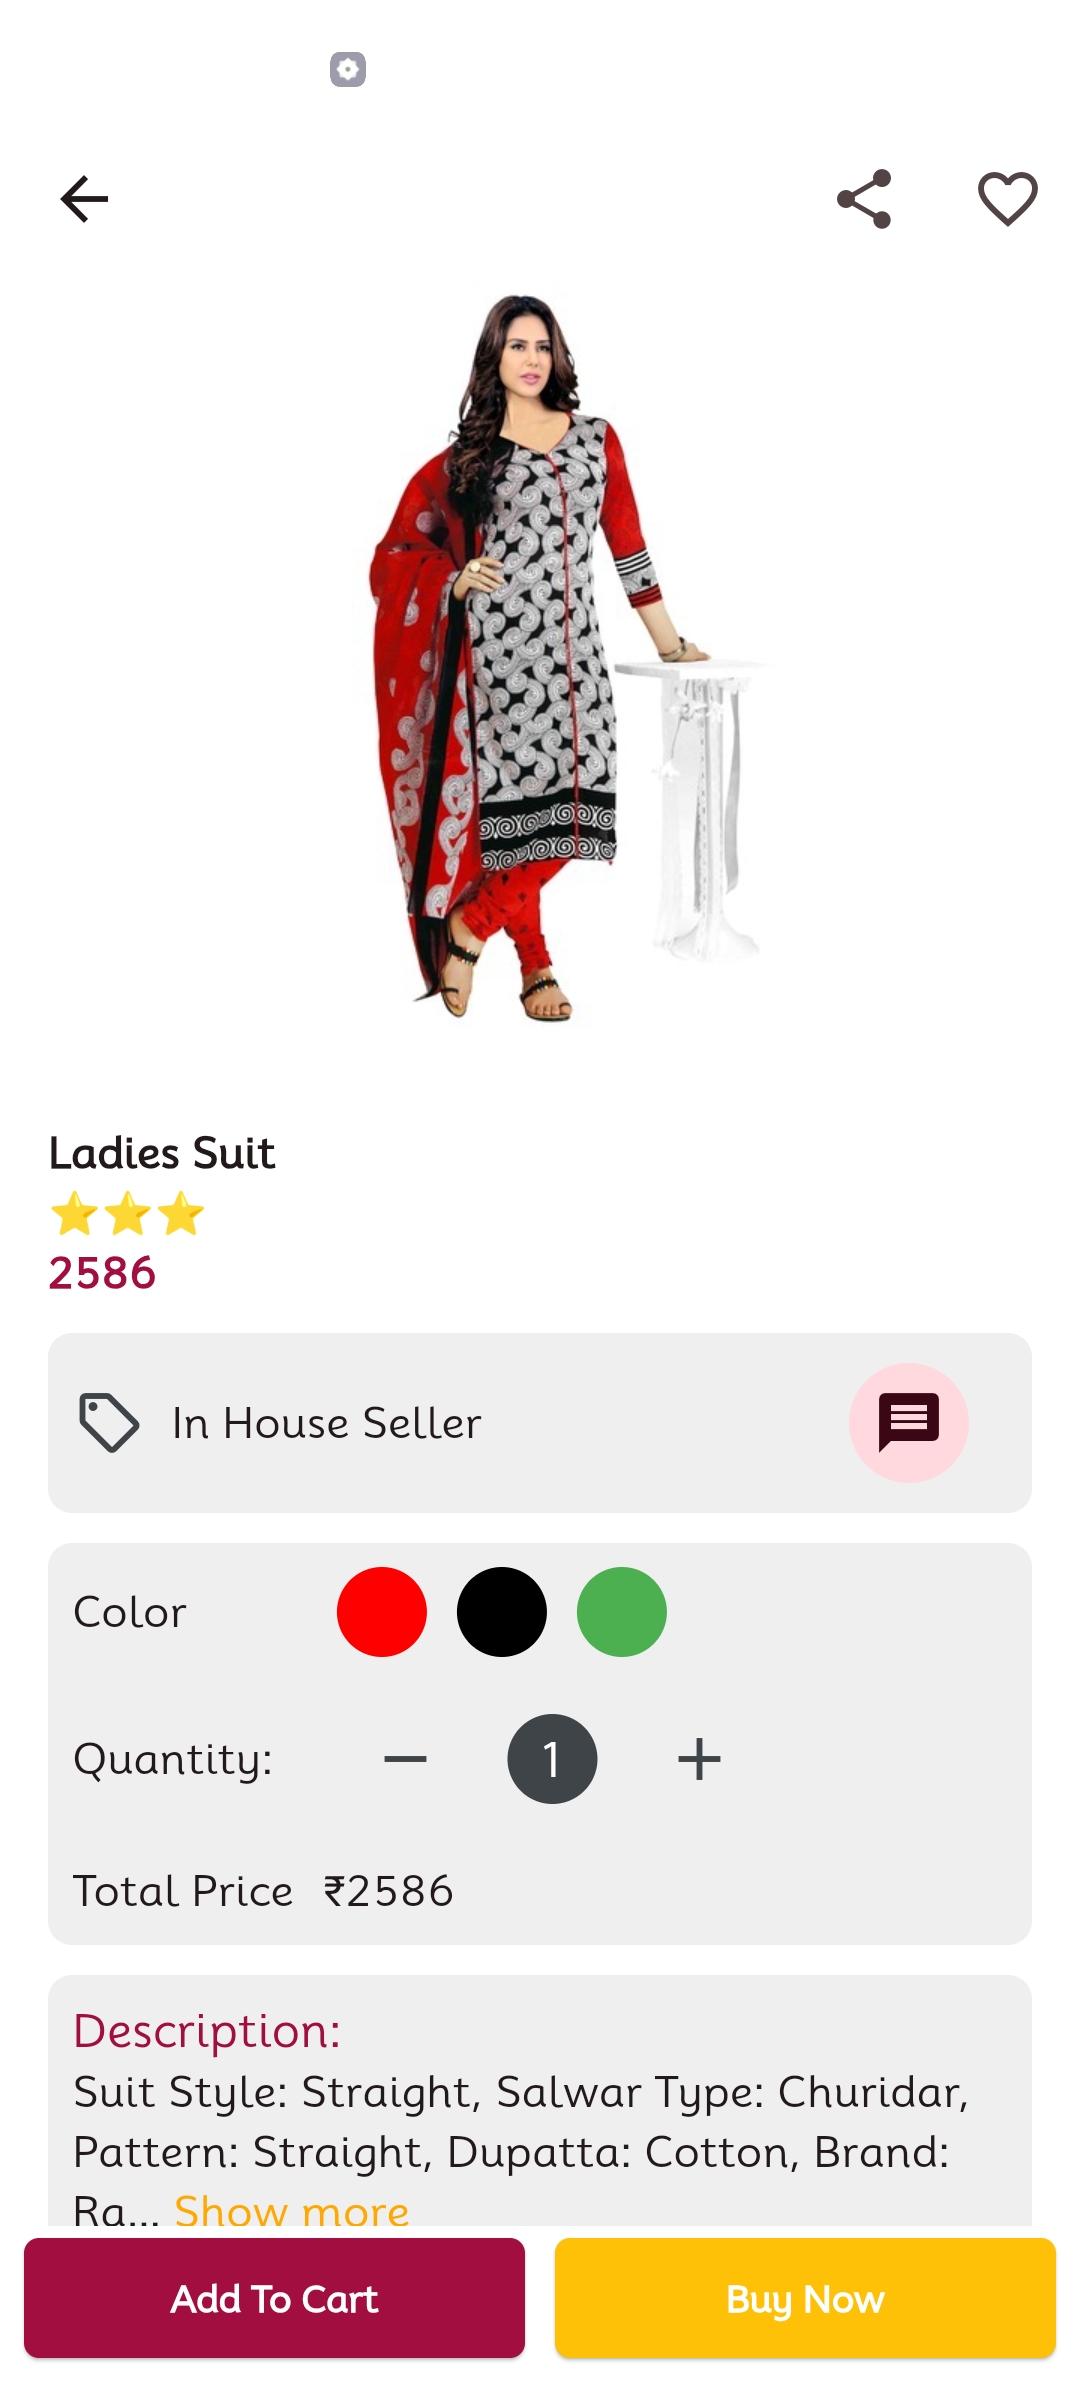 Ladies Suit
2586
In House Seller
Color
Quantity:
1
Total Price ₹2586
Description:
Suit Style: Straight, Salwar Type: Churidar,
Pattern: Straight, Dupatta: Cotton, Brand:
Ra... Show more
Add To Cart
Buy Now